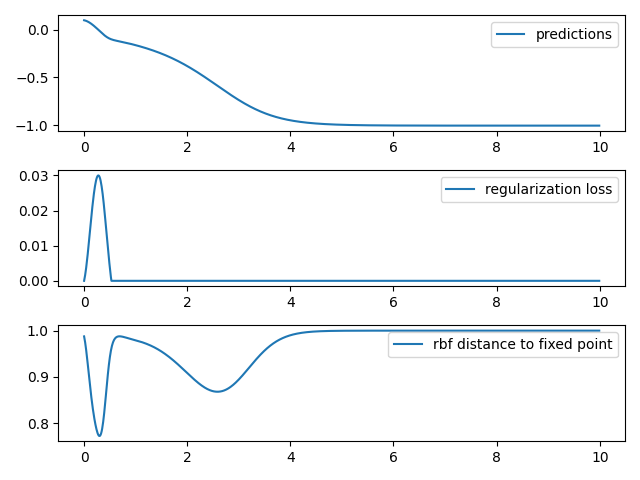 predictions
0.0
−0.5
−1.0
0 2 4 6 8 10
regularization loss
0.03
0.02
0.01
0.00
0 2 4 6 8 10
rbf distance to fixed point
1.0
0.9
0.8
0 2 4 6 8 10